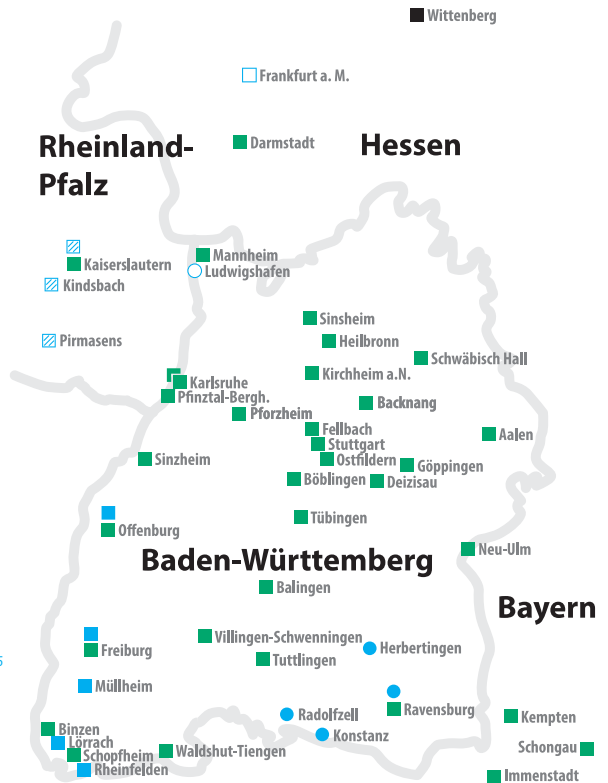 Wittenberg
Frankfurt a. M.
Rheinland-
Pfalz
Hessen
Darmstadt
Mannheim
Kaiserslautern
Ludwigshafen
Kindsbach
Sinsheim
Pirmasens
Heilbronn
Schwäbisch Hall
Kirchheim a.N.
Karlsruhe
Pfinztal-Bergh.
Backnang
Pforzheim
Fellbach
Aalen
Stuttgart
Sinzheim
Ostfildern
Göppingen
Böblingen
Deizisau
Tübingen
Offenburg
Neu-Ulm
Baden-Württemberg
Balingen
Bayern
Villingen-Schwenningen
Herbertingen
Freiburg
Tuttlingen
5
Müllheim
Ravensburg
Radolfzell
Kempten
Binzen
Konstanz
Lörrach
Schongau
Waldshut-Tiengen
Schopfheim
Rheinfelden
Immenstadt